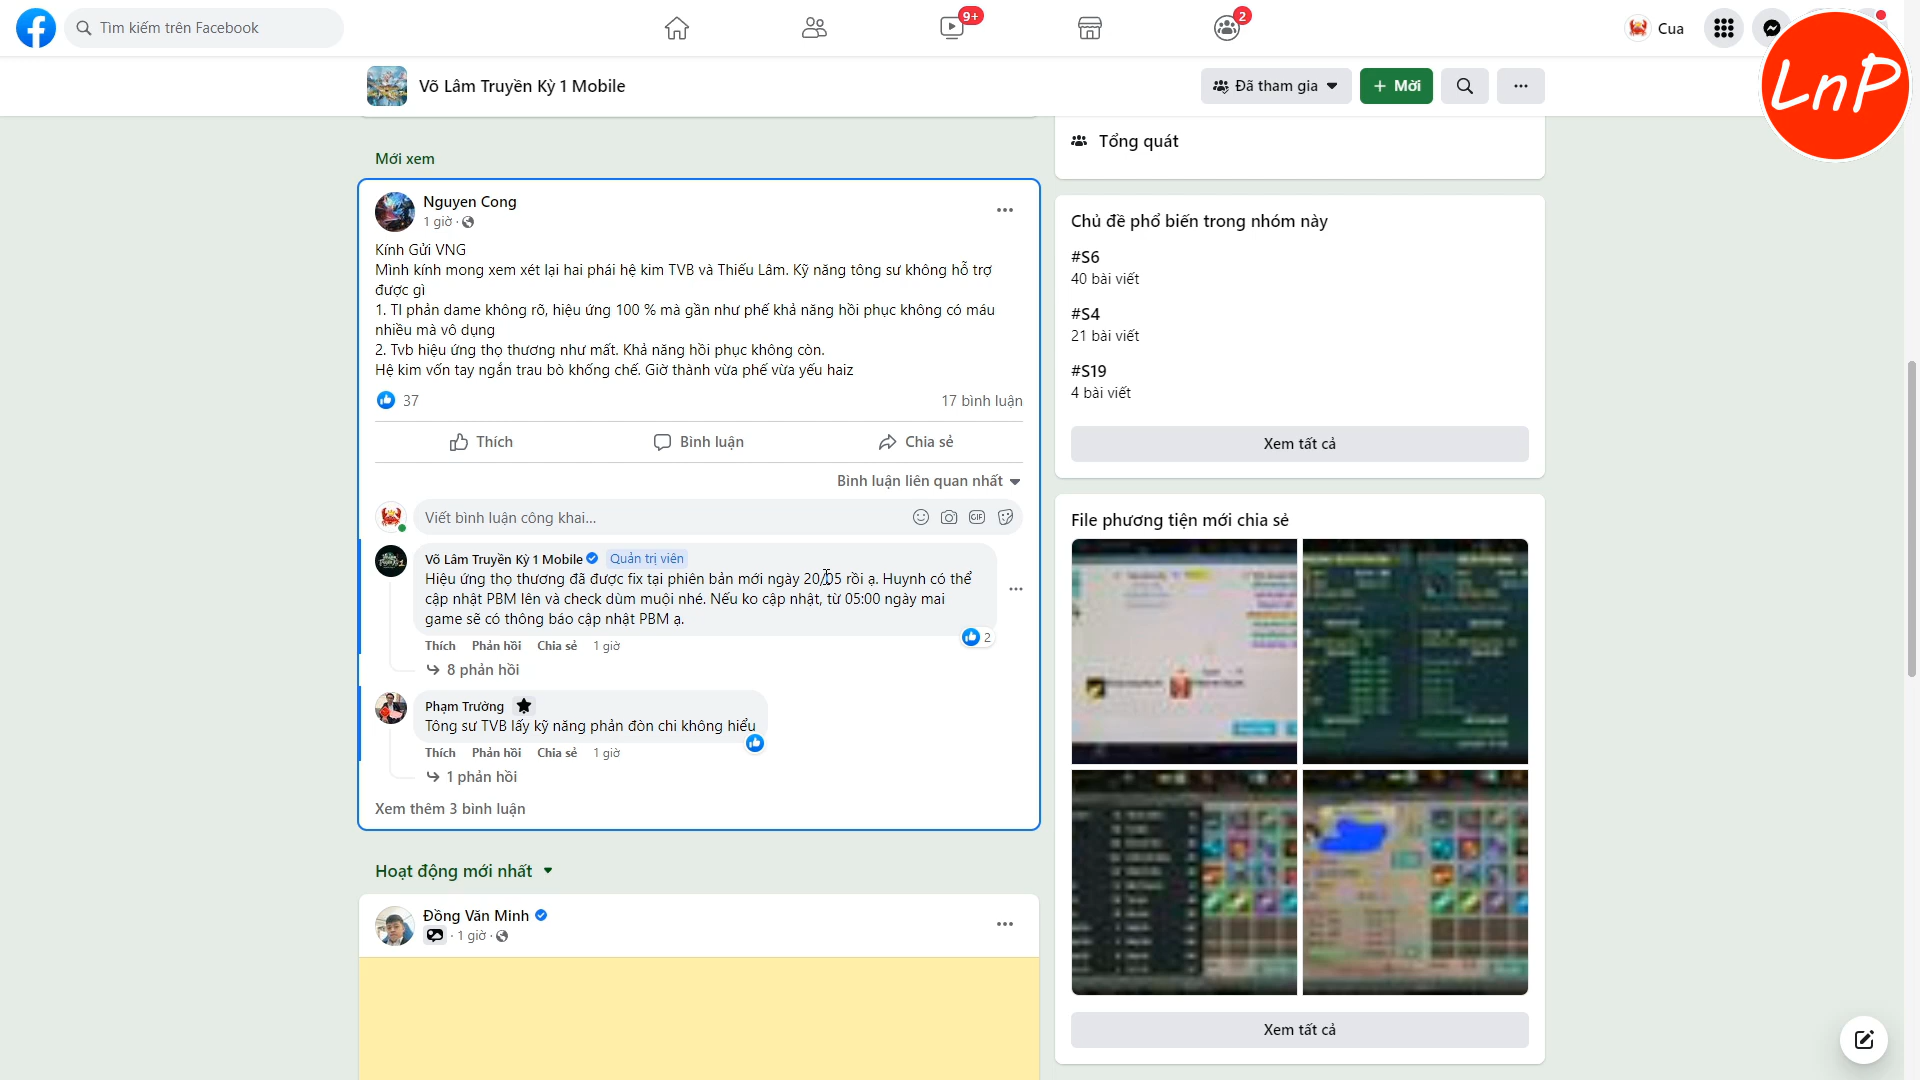 Tìm kiếm trên Facebook
9+
2
Cua
LnP
Võ Lâm Truyền Kỳ 1 Mobile
Đã tham gia
+ Mới
Tổng quát
Mới xem
Nguyen Cong
1 giờ ·
Kính Gửi VNG
Mình kính mong xem xét lại hai phái hệ kim TVB và Thiếu Lâm. Kỹ năng tông sư không hỗ trợ
được gì
1. Tl phản dame không rõ, hiệu ứng 100 % mà gần như phế khả năng hồi phục không có máu
nhiều mà vô dụng
2. Tvb hiệu ứng thọ thương như mất. Khả năng hồi phục không còn.
Hệ kim vốn tay ngắn trau bò khống chế. Giờ thành vừa phế vừa yếu haiz
37
17 bình luận
Thích
Bình luận
Chia sẻ
Bình luận liên quan nhất
Viết bình luận công khai...
GIF
Võ Lâm Truyền Kỳ 1 Mobile
Quản trị viên
Hiệu ứng thọ thương đã được fix tại phiên bản mới ngày 20/05 rồi ạ. Huynh có thể
cập nhật PBM lên và check dùm muội nhé. Nếu ko cập nhật, từ 05:00 ngày mai
game sẽ có thông báo cập nhật PBM ạ.
2
Thích Phản hồi Chia sẻ 1 giờ
8 phản hồi
Phạm Trường
Tông sư TVB lấy kỹ năng phản đòn chi không hiểu
Thích Phản hồi Chia sẻ 1 giờ
1 phản hồi
Xem thêm 3 bình luận
Hoạt động mới nhất
Đồng Văn Minh
· 1 giờ ·
Chủ đề phổ biến trong nhóm này
#S6
40 bài viết
#S4
21 bài viết
#S19
4 bài viết
Xem tất cả
File phương tiện mới chia sẻ
Xem tất cả